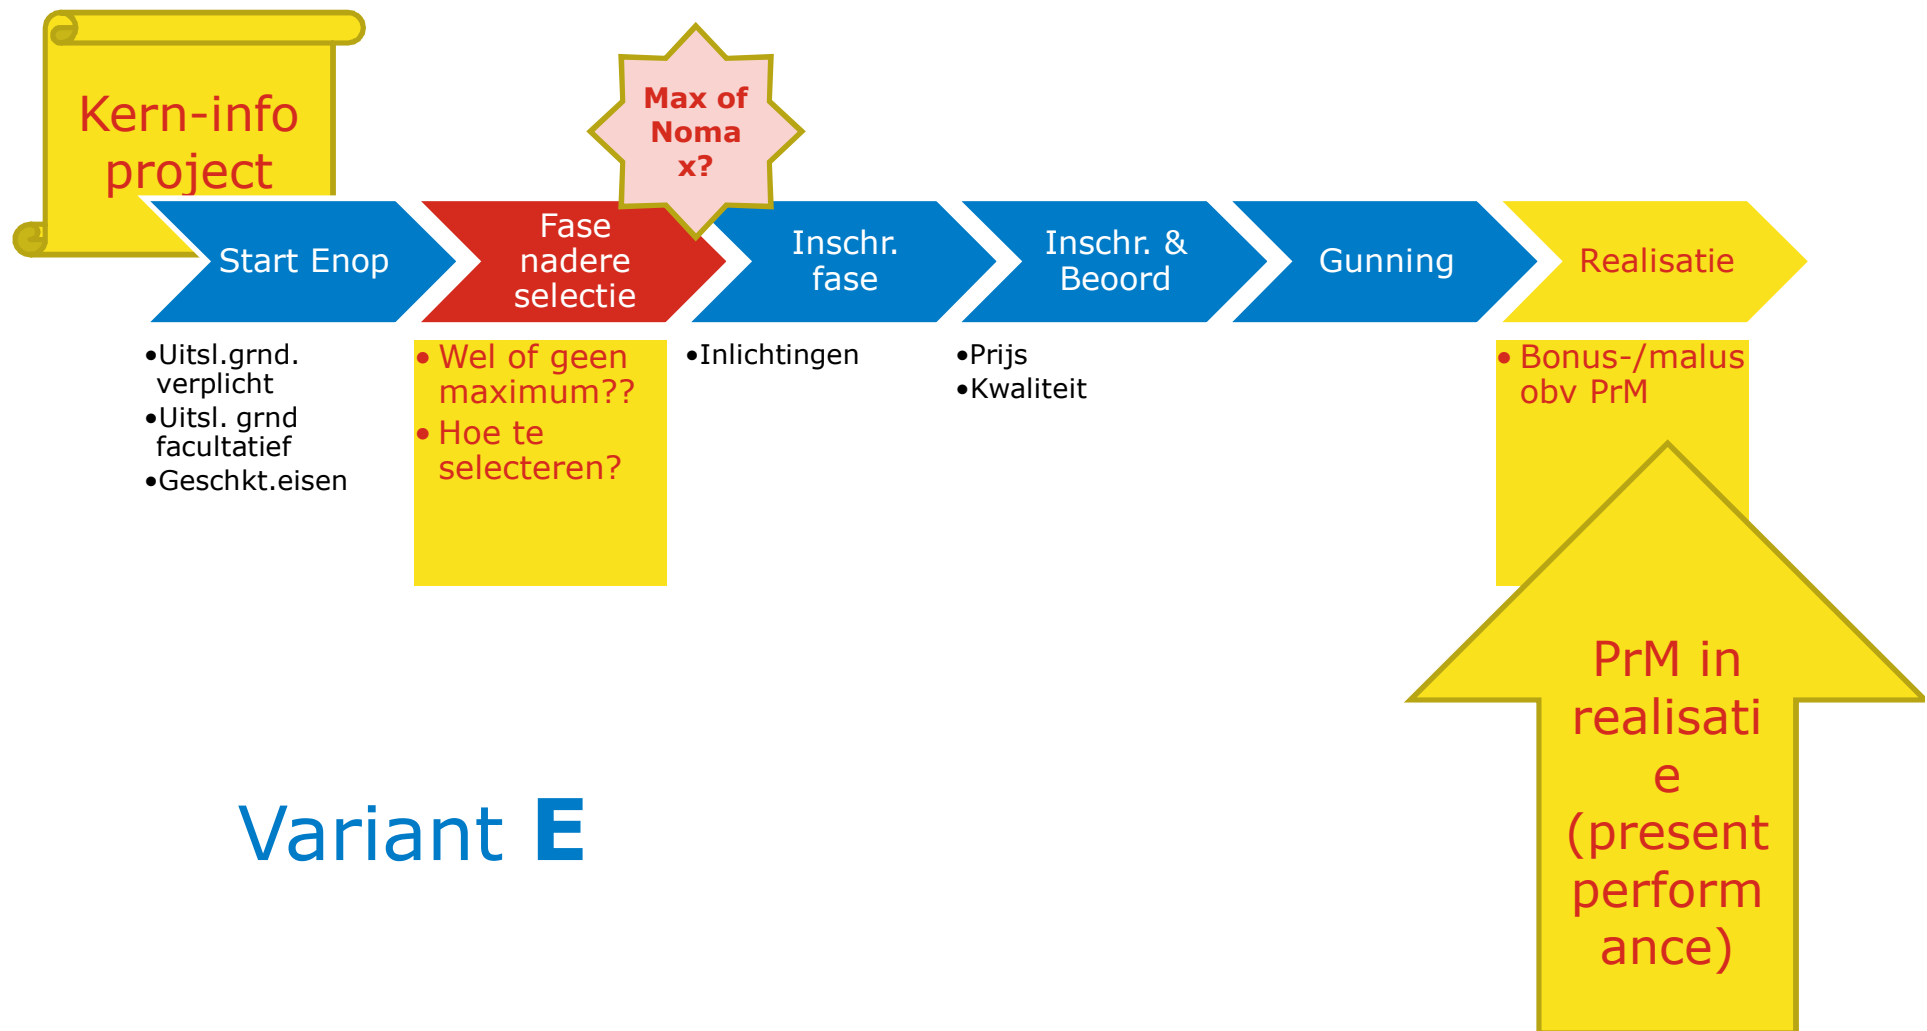 Kern-info
project
Max of
Noma
x?
Start Enop
Fase
nadere
selectie
Inschr.
fase
Inschr. &
Beoord
Gunning
Realisatie
•Uitsl.grnd.
verplicht
•Uitsl. grnd
facultatief
•Geschkt.eisen
• Wel of geen
maximum??
• Hoe te
selecteren?
•Inlichtingen
•Prijs
•Kwaliteit
• Bonus-/malus
obv PrM
PrM in
realisati
e
(present
perform
ance)
Variant E